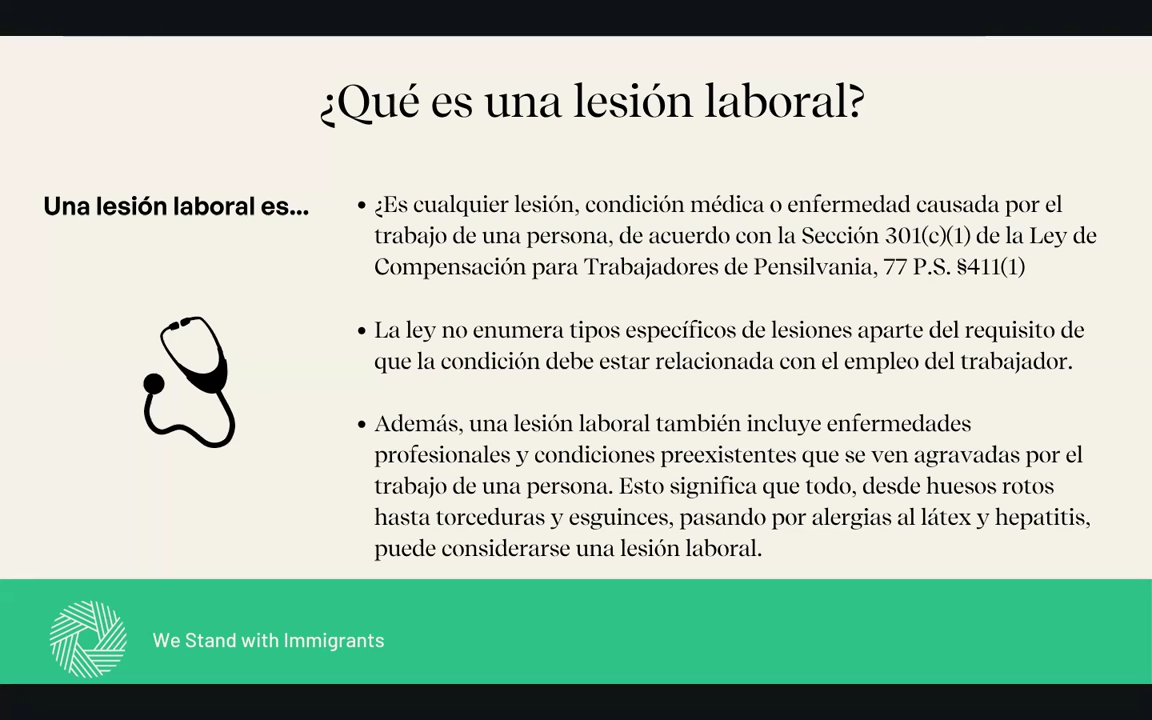 ¿Qué es una lesión laboral?
Una lesión laboral es...
• ¿Es cualquier lesión, condición médica o enfermedad causada por el
trabajo de una persona, de acuerdo con la Sección 301(c)(1) de la Ley de
Compensación para Trabajadores de Pensilvania, 77 P.S. §411(1)
• La ley no enumera tipos específicos de lesiones aparte del requisito de
que la condición debe estar relacionada con el empleo del trabajador.
• Además, una lesión laboral también incluye enfermedades
profesionales y condiciones preexistentes que se ven agravadas por el
trabajo de una persona. Esto significa que todo, desde huesos rotos
hasta torceduras y esguinces, pasando por alergias al látex y hepatitis,
puede considerarse una lesión laboral.
We Stand with Immigrants